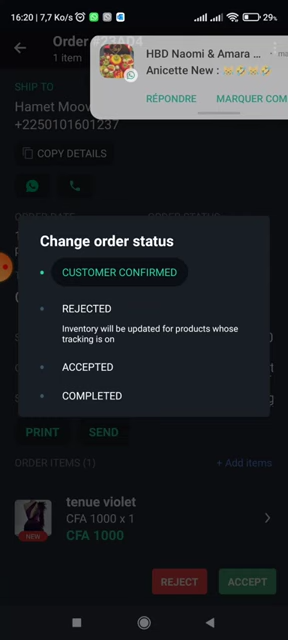 16:20 | 7,7 Ko/s
29%
Order
1 item
HBD Naomi & Amara
Anicette New : 😹🤣😹🤣
RÉPONDRE
MARQUER COM
SHIP TO
Hamet Moow
+2250101601237
COPY DETAILS
ORDER DATE
ORDER STATUS
Change order status
CUSTOMER CONFIRMED
REJECTED
Inventory will be updated for products whose
tracking is on
ACCEPTED
COMPLETED
PRINT
SEND
ORDER ITEMS (1)
+ Add items
tenue violet
CFA 1000 x 1
CFA 1000
NEW
REJECT
ACCEPT